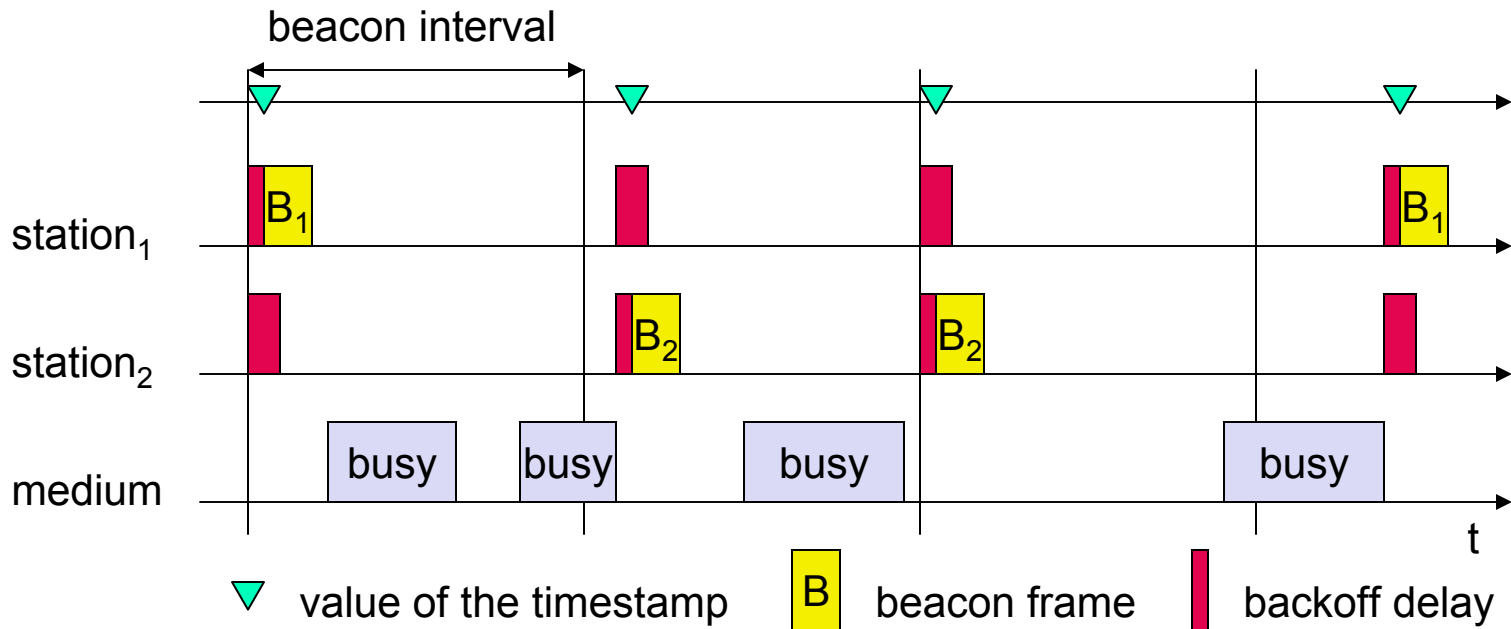 beacon interval
station₁ B₁ B₁
station₂ B₂ B₂
medium busy busy busy busy
t
value of the timestamp B beacon frame backoff delay